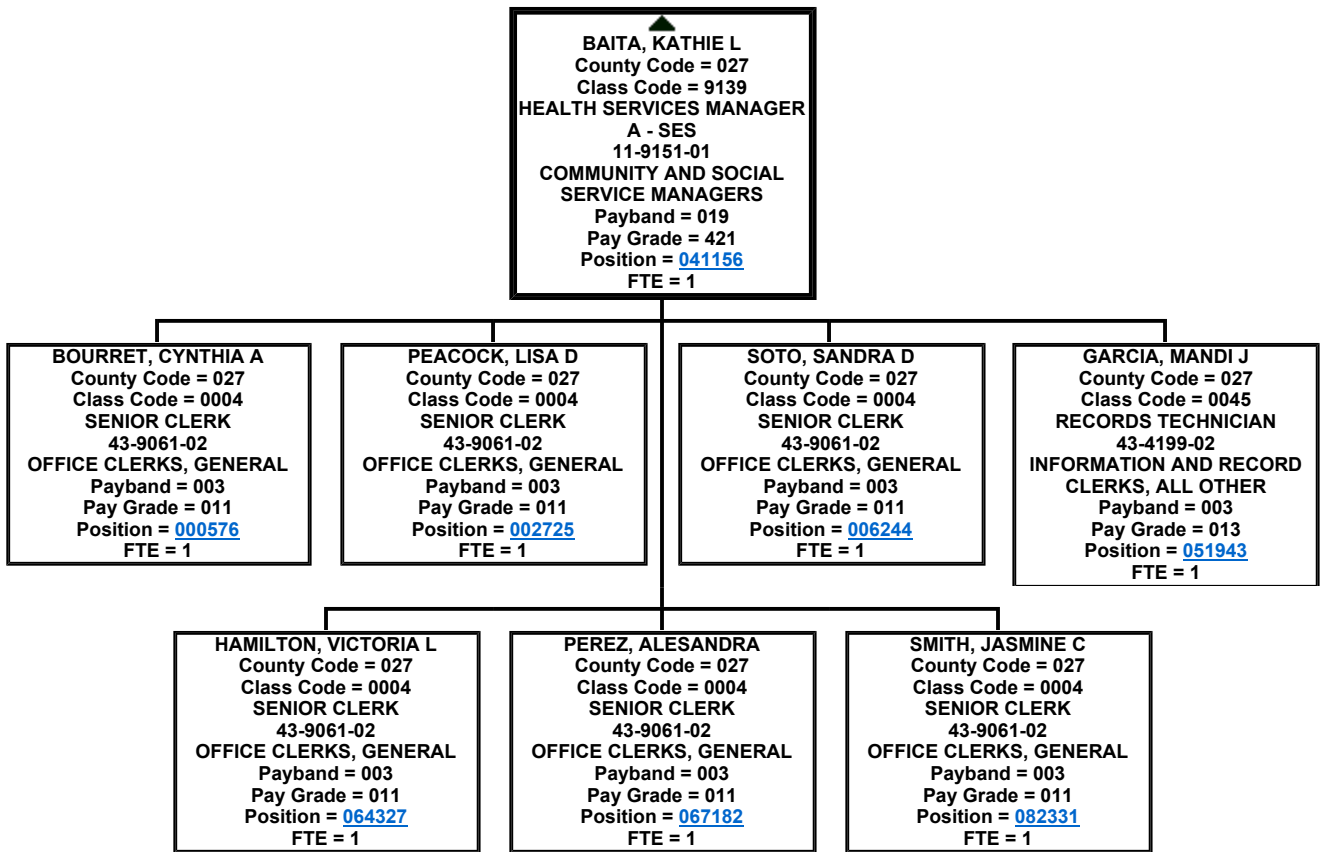 BAITA, KATHIE L
County Code = 027
Class Code = 9139
HEALTH SERVICES MANAGER
A - SES
11-9151-01
COMMUNITY AND SOCIAL
SERVICE MANAGERS
Payband = 019
Pay Grade = 421
Position = 041156
FTE = 1
BOURRET, CYNTHIA A
County Code = 027
Class Code = 0004
SENIOR CLERK
43-9061-02
OFFICE CLERKS, GENERAL
Payband = 003
Pay Grade = 011
Position = 000576
FTE = 1
PEACOCK, LISA D
County Code = 027
Class Code = 0004
SENIOR CLERK
43-9061-02
OFFICE CLERKS, GENERAL
Payband = 003
Pay Grade = 011
Position = 002725
FTE = 1
SOTO, SANDRA D
County Code = 027
Class Code = 0004
SENIOR CLERK
43-9061-02
OFFICE CLERKS, GENERAL
Payband = 003
Pay Grade = 011
Position = 006244
FTE = 1
GARCIA, MANDI J
County Code = 027
Class Code = 0045
RECORDS TECHNICIAN
43-4199-02
INFORMATION AND RECORD
CLERKS, ALL OTHER
Payband = 003
Pay Grade = 013
Position = 051943
FTE = 1
HAMILTON, VICTORIA L
County Code = 027
Class Code = 0004
SENIOR CLERK
43-9061-02
OFFICE CLERKS, GENERAL
Payband = 003
Pay Grade = 011
Position = 064327
FTE = 1
PEREZ, ALESANDRA
County Code = 027
Class Code = 0004
SENIOR CLERK
43-9061-02
OFFICE CLERKS, GENERAL
Payband = 003
Pay Grade = 011
Position = 067182
FTE = 1
SMITH, JASMINE C
County Code = 027
Class Code = 0004
SENIOR CLERK
43-9061-02
OFFICE CLERKS, GENERAL
Payband = 003
Pay Grade = 011
Position = 082331
FTE = 1